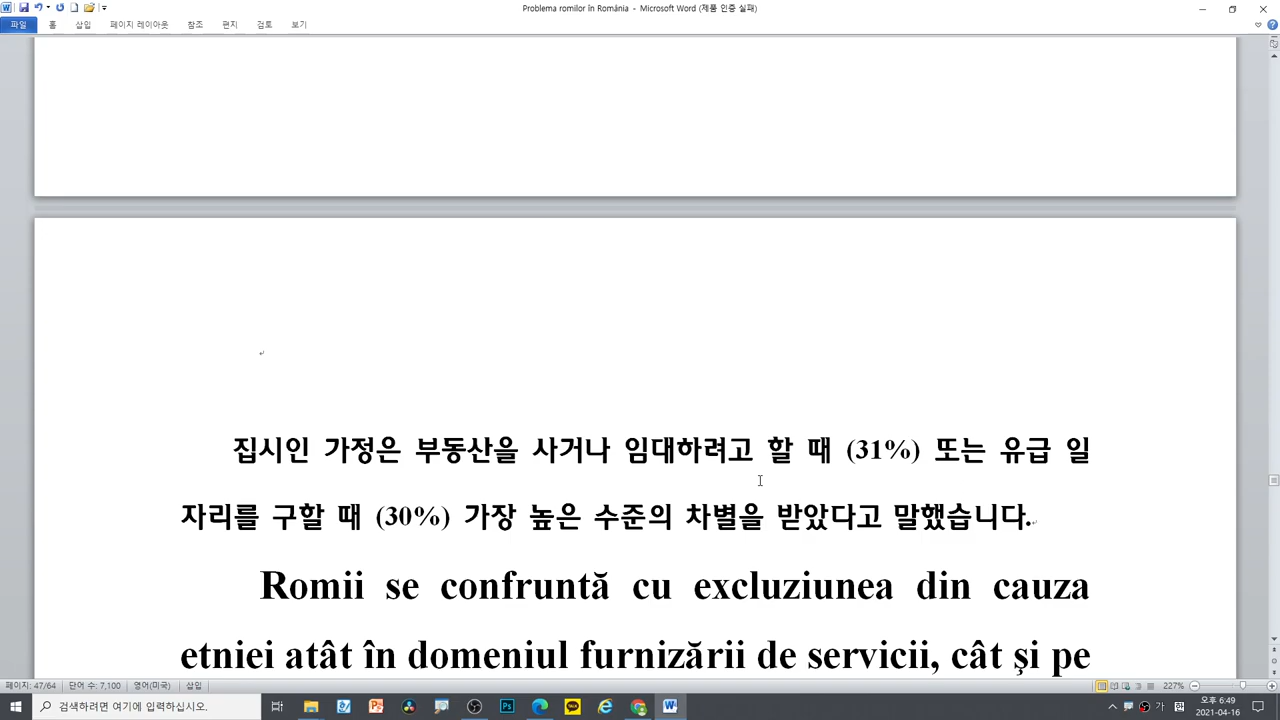 Problema romilor în România - Microsoft Word (제품 인증 실패)
파일 홈 삽입 페이지 레이아웃 참조 편지 검토 보기
집시인 가정은 부동산을 사거나 임대하려고 할 때 (31%) 또는 유급 일
자리를 구할 때 (30%) 가장 높은 수준의 차별을 받았다고 말했습니다.
Romii se confruntă cu excluziunea din cauza
etniei atât în domeniul furnizării de servicii, cât şi pe
페이지: 47/64 단어 수: 7,100 영어(미국) 삽입 227%
검색하려면 여기에 입력하십시오. 가 오후 6:49
2021-04-16